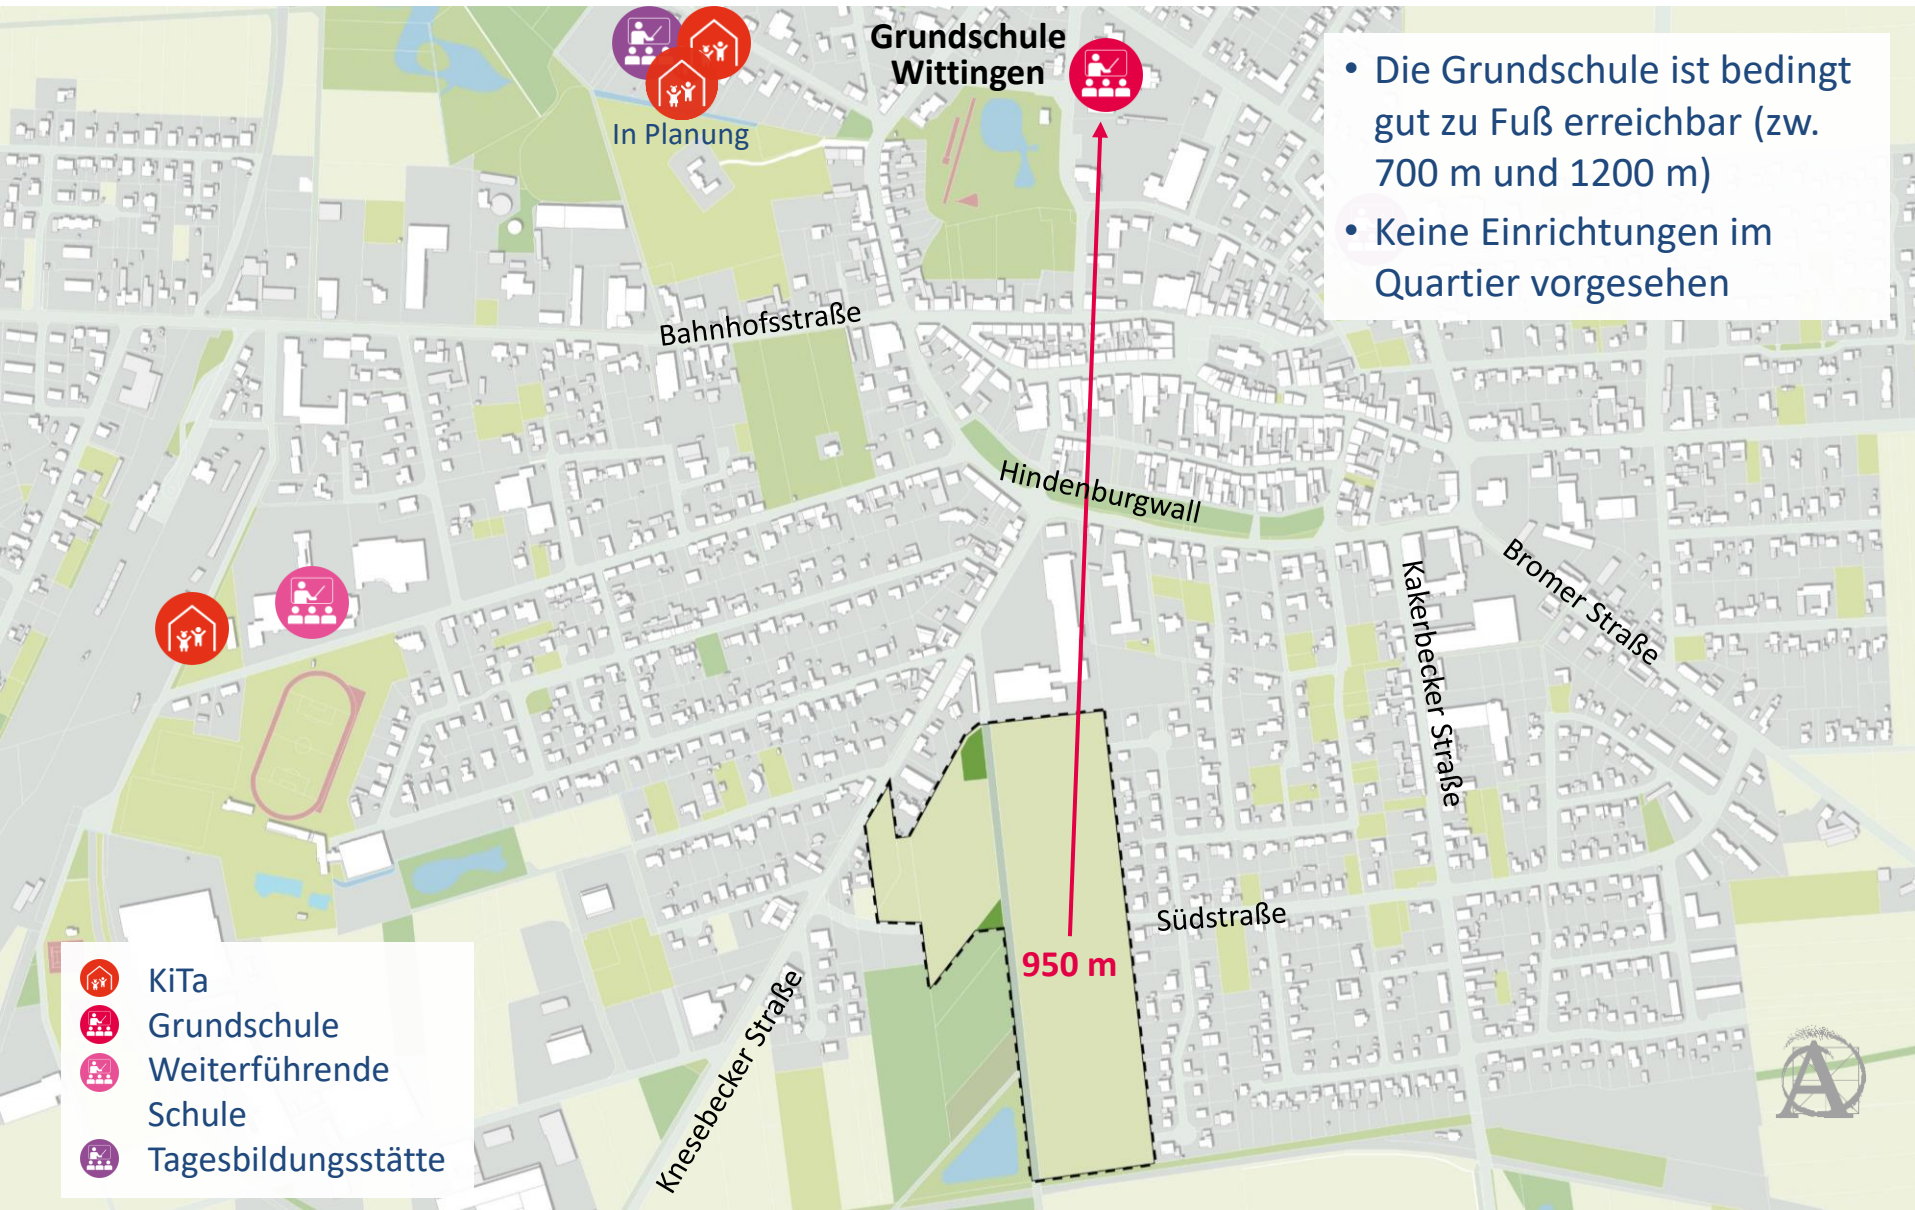 Grundschule
Wittingen
In Planung
• Die Grundschule ist bedingt
gut zu Fuß erreichbar (zw.
700 m und 1200 m)
• Keine Einrichtungen im
Quartier vorgesehen
Bahnhofsstraße
Hindenburgwall
Bromer Straße
Kakerbecker Straße
Südstraße
950 m
Knesebecker Straße
KiTa
Grundschule
Weiterführende
Schule
Tagesbildungsstätte
A